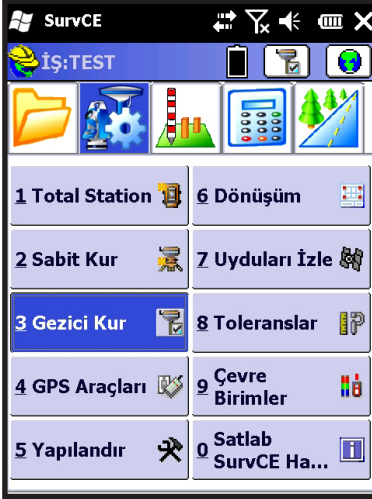 SurvCE
İŞ:TEST
1 Total Station
6 Dönüşüm
2 Sabit Kur
7 Uyduları İzle
3 Gezici Kur
8 Toleranslar
4 GPS Araçları
9 Çevre
Birimler
5 Yapılandır
0 Satlab
SurvCE Ha...